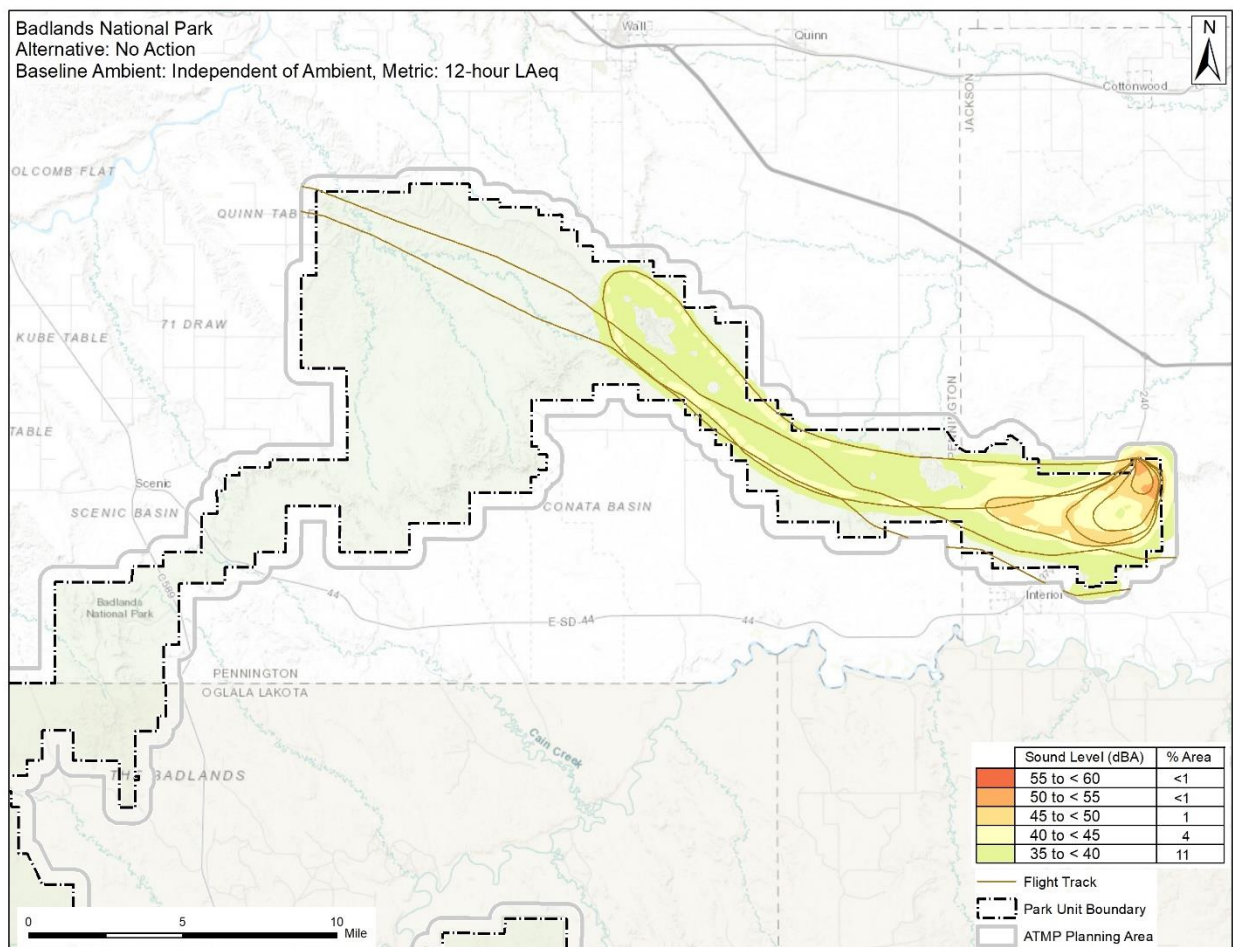 Badlands National Park
Alternative: No Action
Baseline Ambient: Independent of Ambient, Metric: 12-hour LAeq
N
Wall
Quinn
Cottonwood
JACKSON
PENNINGTON
OLCOMB FLAT
QUINN TAB
71 DRAW
KUBE TABLE
TABLE
240
Scenic
SCENIC BASIN
CONATA BASIN
C589
Badlands
National Park
44
E SD 44
44
Interior
PENNINGTON
OGLALA LAKOTA
Cain Creek
THE BADLANDS
Sound Level (dBA) % Area
55 to < 60 <1
50 to < 55 <1
45 to < 50 1
40 to < 45 4
35 to < 40 11
Flight Track
Park Unit Boundary
ATMP Planning Area
0 5 10
Mile